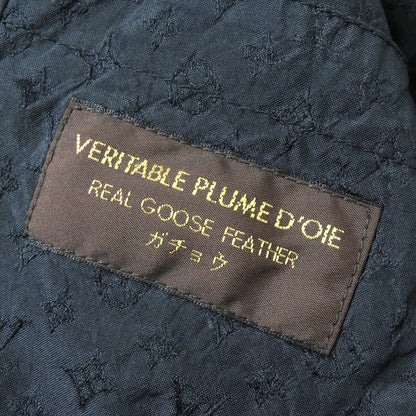 VERITABLE PLUME D'OIE
REAL GOOSE FEATHER
ガチョウ